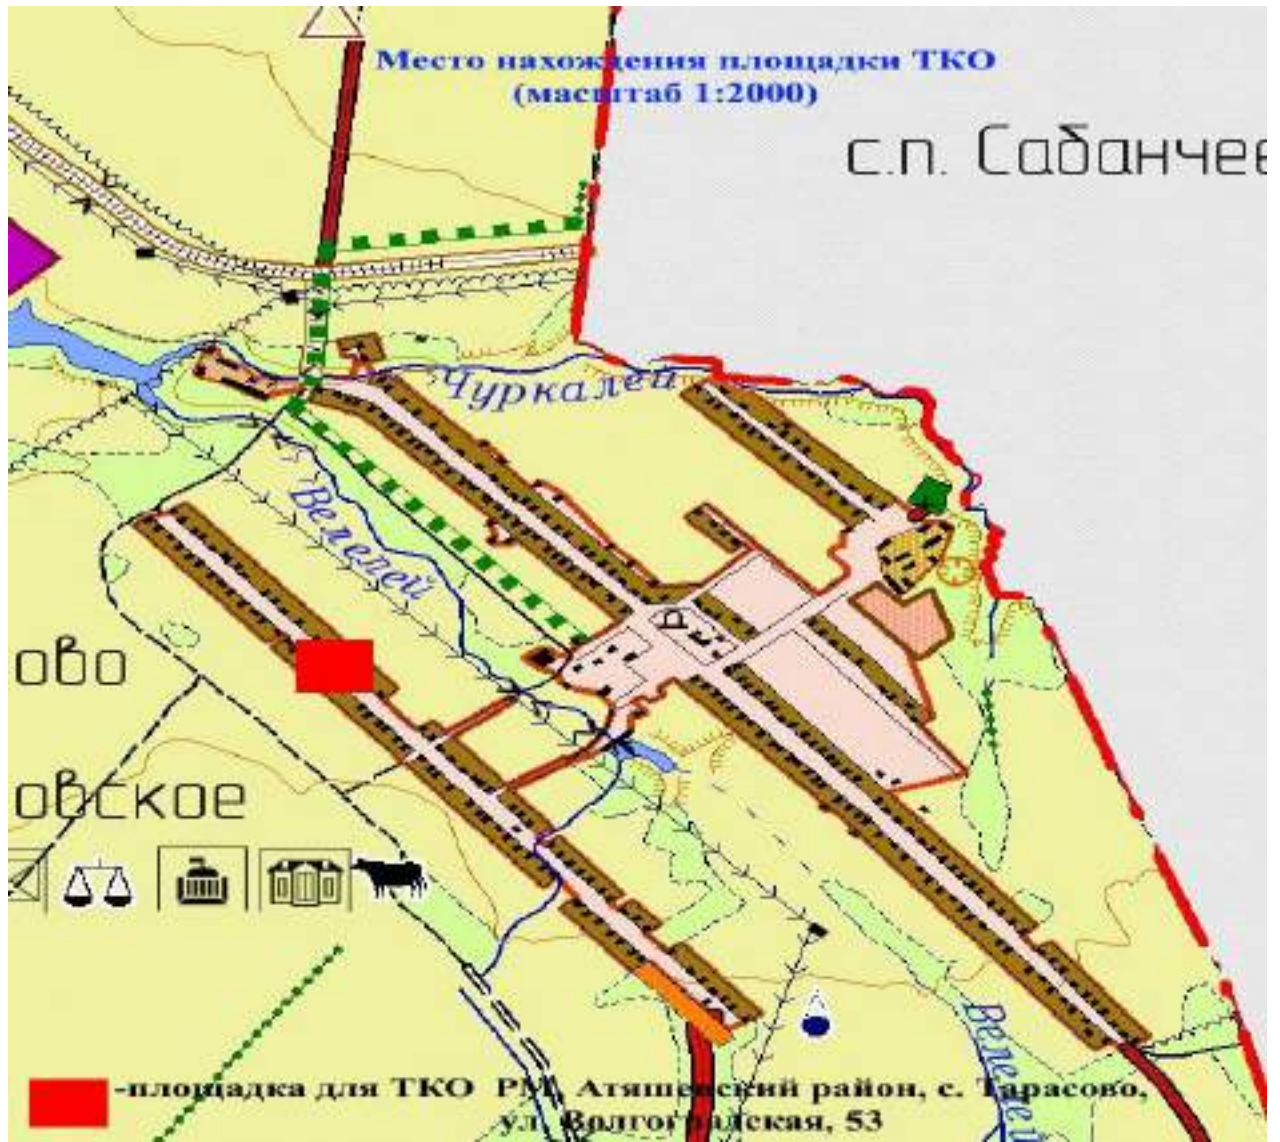 Место нахождения площадки ТКО
(масштаб 1:2000)
с.п. Сабанчее
Чуркалей
Велелей
ово
овское
Велелей
-площадка для ТКО РМ, Атяшевский район, с. Тарасово,
ул. Волгоградская, 53